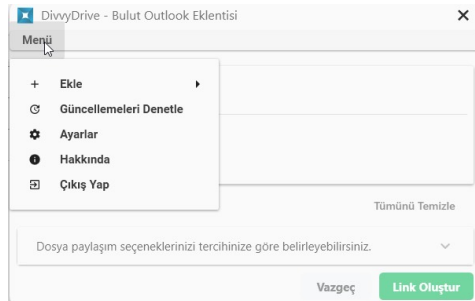 DivvyDrive - Bulut Outlook Eklentisi
Menü
Ekle
Güncellemeleri Denetle
Ayarlar
Hakkında
Çıkış Yap
Tümünü Temizle
Dosya paylaşım seçeneklerinizi tercihinize göre belirleyebilirsiniz.
Vazgeç Link Oluştur